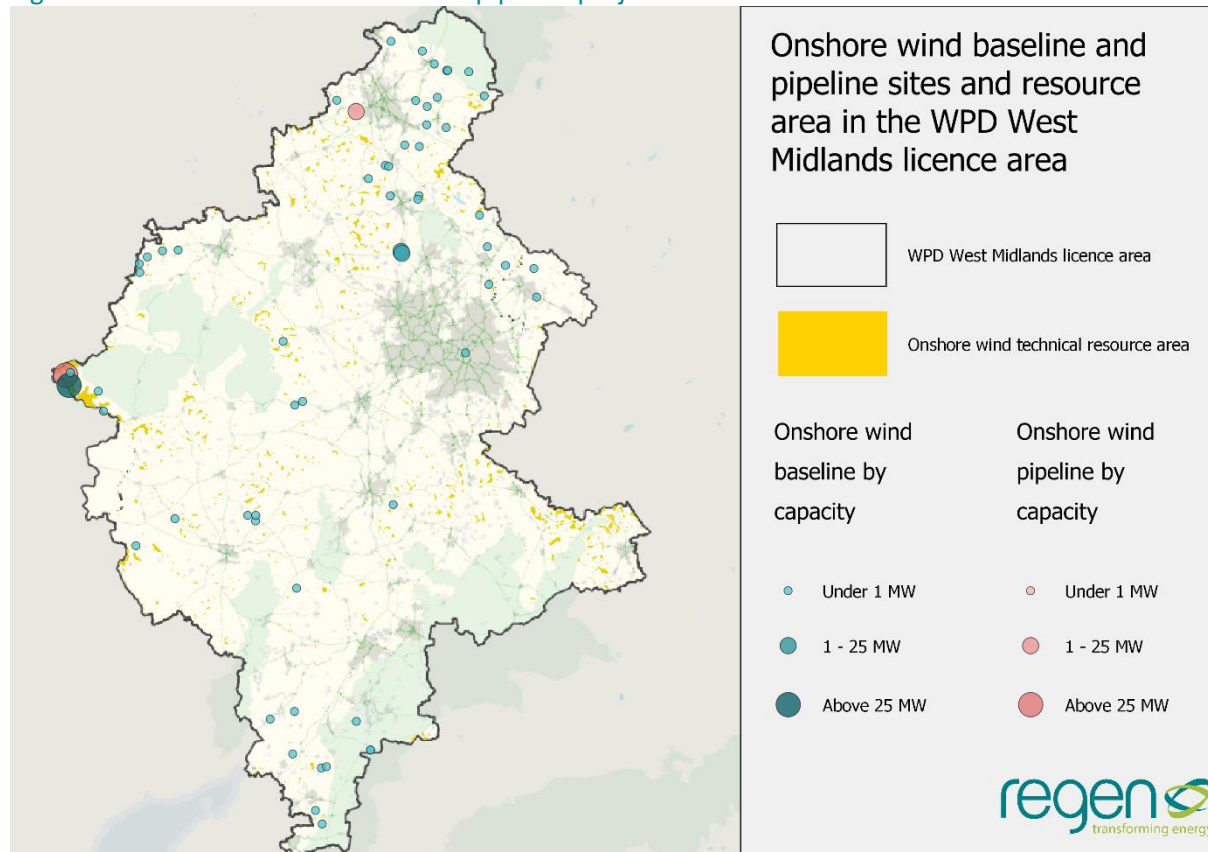 Onshore wind baseline and
pipeline sites and resource
area in the WPD West
Midlands licence area
WPD West Midlands licence area
Onshore wind technical resource area
Onshore wind
baseline by
capacity
Onshore wind
pipeline by
capacity
Under 1 MW
1 - 25 MW
Above 25 MW
Under 1 MW
1 - 25 MW
Above 25 MW
regen
transforming energy